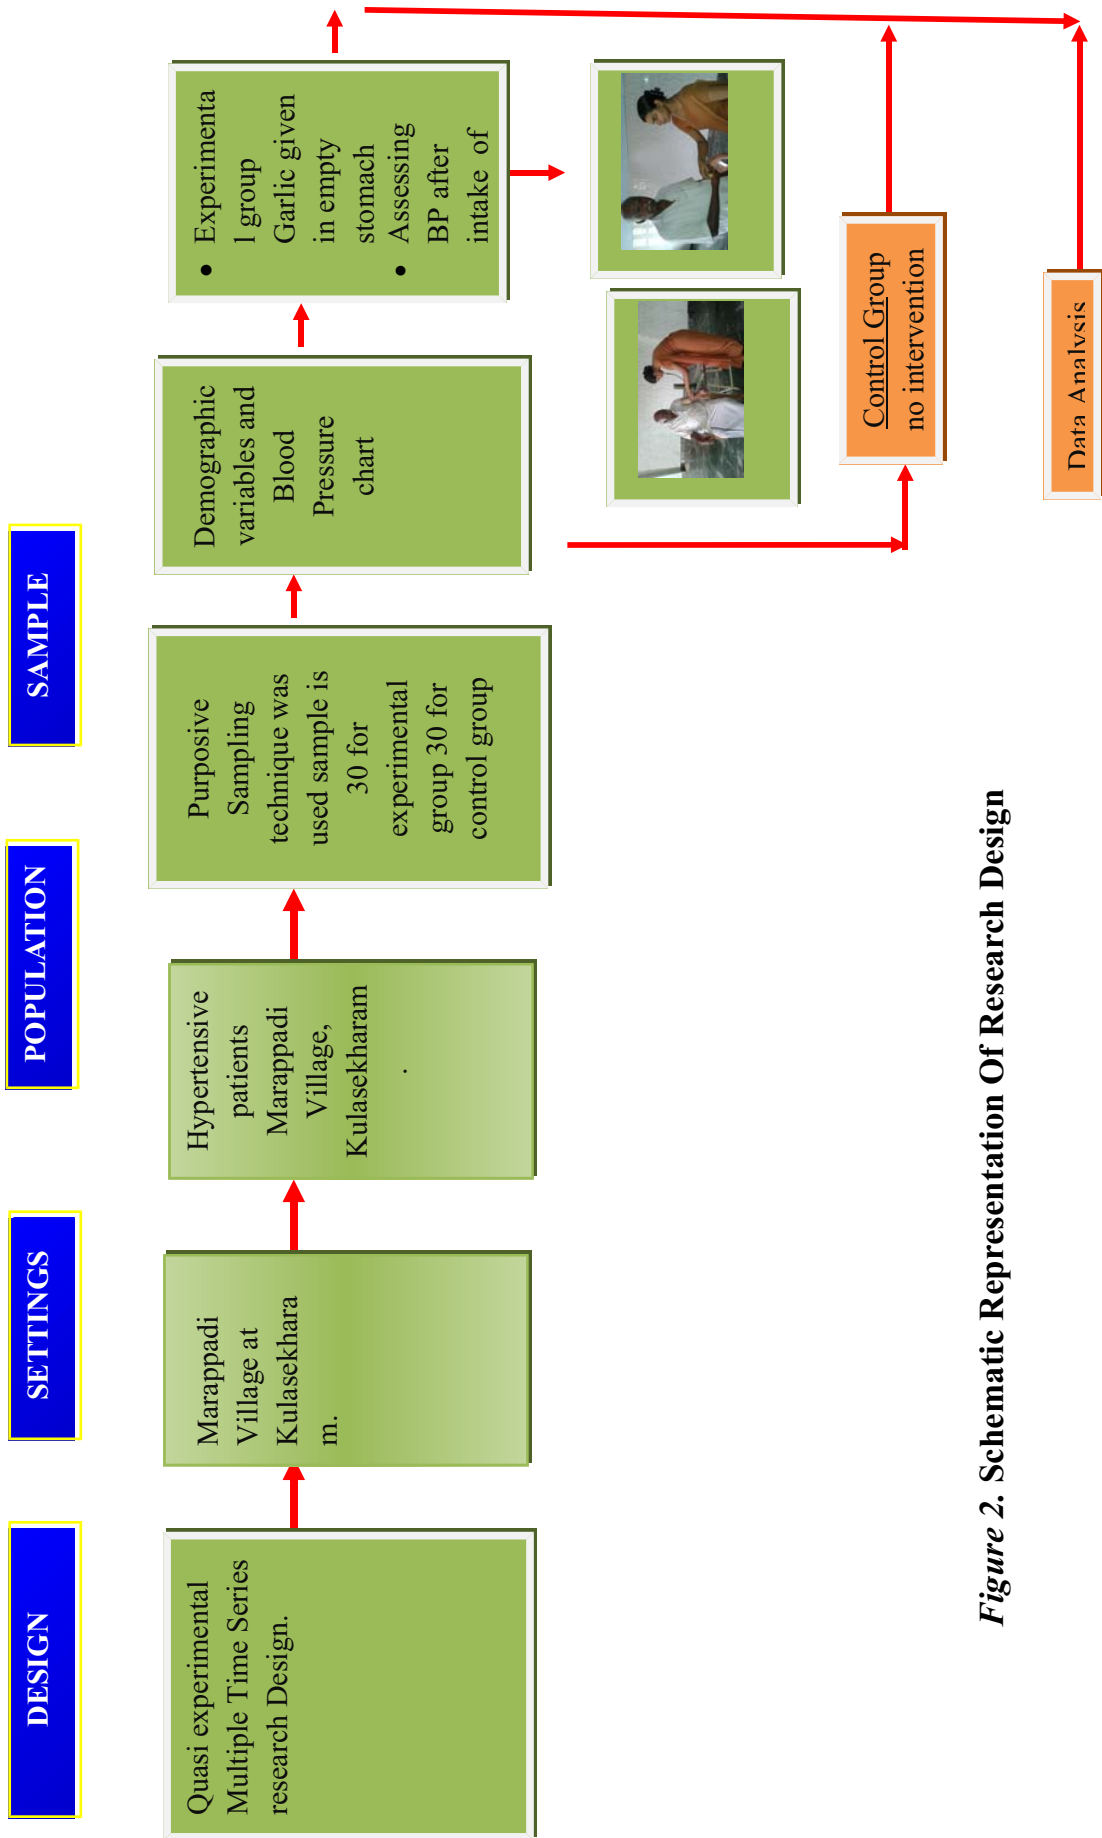 DESIGN
SETTINGS
POPULATION
SAMPLE
Quasi experimental
Multiple Time Series
research Design.
Marappadi
Village at
Kulasekhara
m.
Hypertensive
patients
Marappadi
Village,
Kulasekharam
.
Purposive
Sampling
technique was
used sample is
30 for
experimental
group 30 for
control group
Demographic
variables and
Blood
Pressure
chart
• Experimenta
l group
Garlic given
in empty
stomach
• Assessing
BP after
intake of
Control Group
no intervention
Data Analysis
Figure 2. Schematic Representation Of Research Design